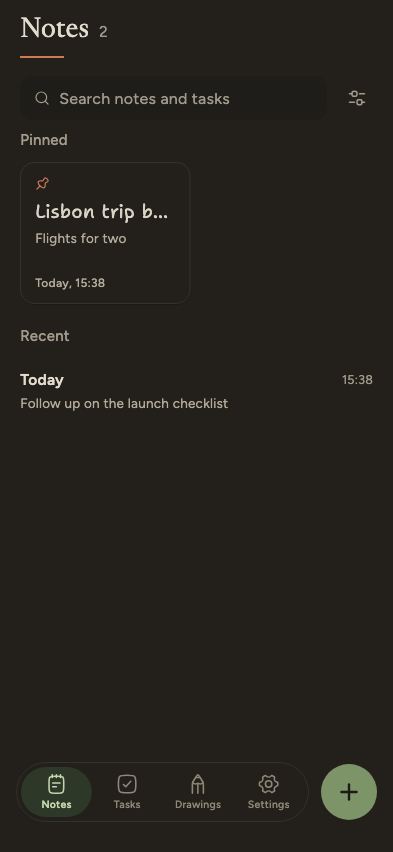 Notes 2
Search notes and tasks
Pinned
Lisbon trip b...
Flights for two
Today, 15:38
Recent
Today 15:38
Follow up on the launch checklist
Notes Tasks Drawings Settings